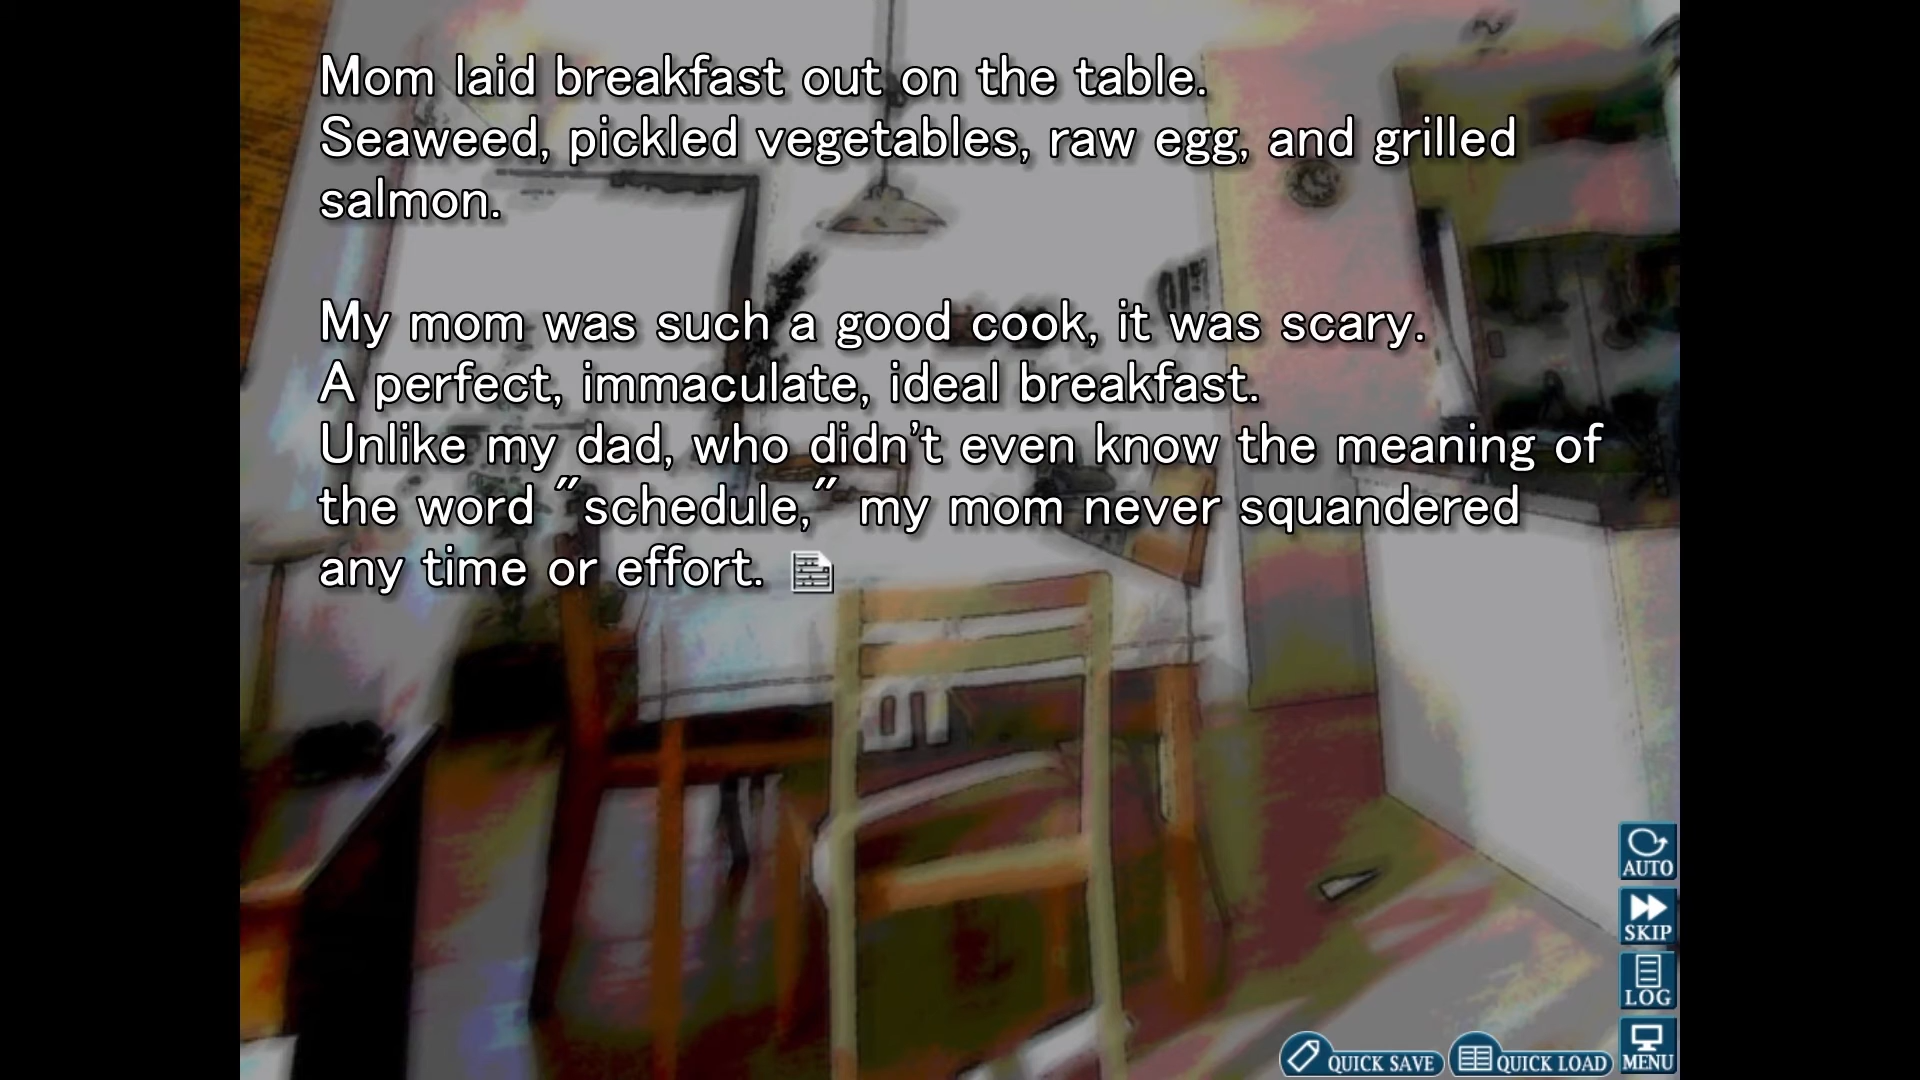 Mom laid breakfast out on the table.
Seaweed, pickled vegetables, raw egg, and grilled
salmon.
My mom was such a good cook, it was scary.
A perfect, immaculate, ideal breakfast.
Unlike my dad, who didn't even know the meaning of
the word "schedule," my mom never squandered
any time or effort.
AUTO
SKIP
LOG
MENU
QUICK SAVE
QUICK LOAD